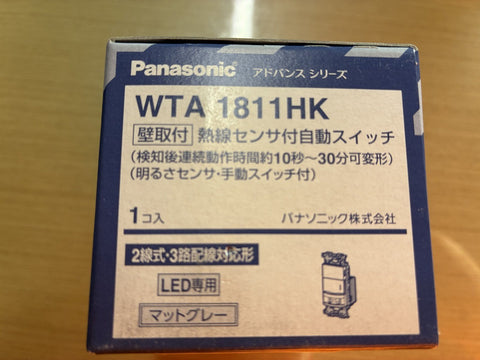 Panasonic アドバンス シリーズ
WTA 1811HK
壁取付 熱線センサ付自動スイッチ
(検知後連続動作時間約10秒～30分可変形)
(明るさセンサ・手動スイッチ付)
1コ入 パナソニック株式会社
2線式・3路配線対応形
LED専用
マットグレー